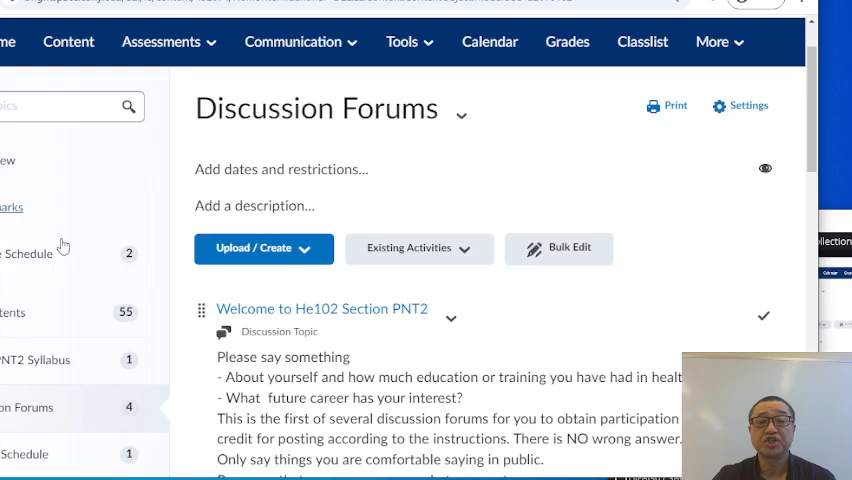 me Content Assessments Communication Tools Calendar Grades Classlist More
pics
Discussion Forums
Print Settings
ew
Add dates and restrictions...
arks
Add a description...
e Schedule 2
Upload / Create Existing Activities Bulk Edit
ollection
tents 55
Welcome to He102 Section PNT2
Discussion Topic
PNT2 Syllabus 1
Please say something
- About yourself and how much education or training you have had in healt
- What future career has your interest?
on Forums 4
This is the first of several discussion forums for you to obtain participation
credit for posting according to the instructions. There is NO wrong answer.
Schedule 1
Only say things you are comfortable saying in public.